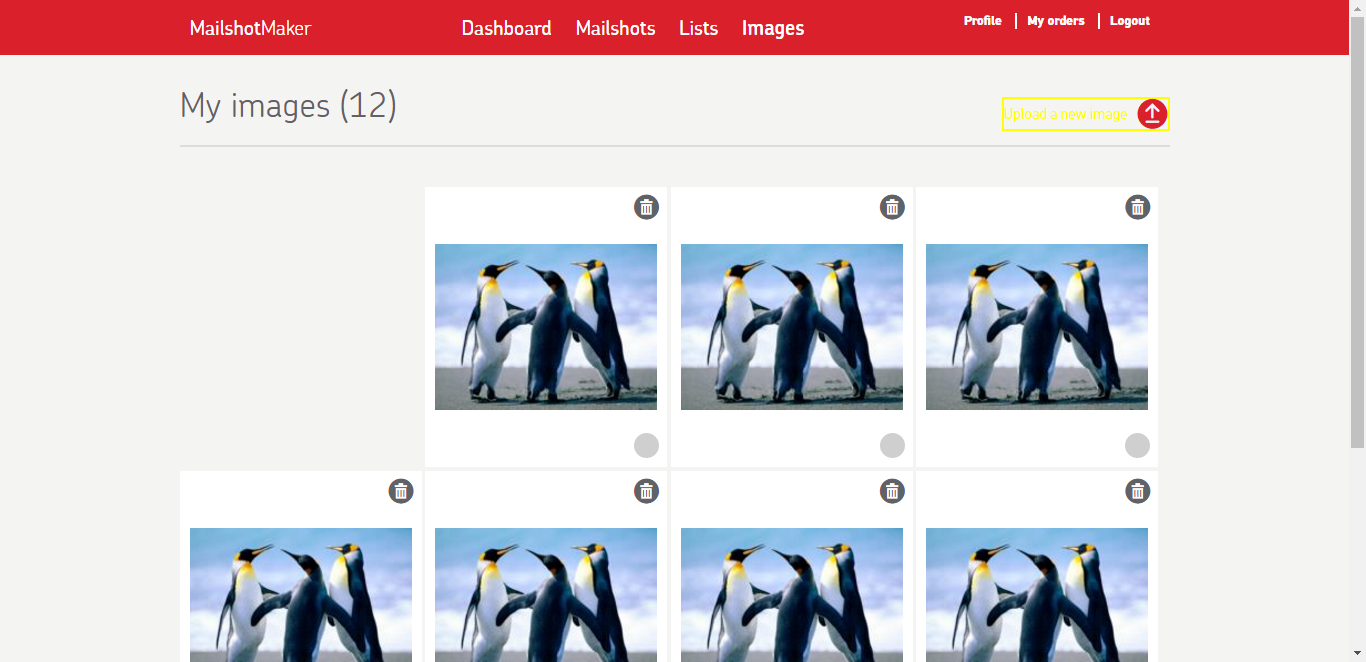 MailshotMaker
Dashboard Mailshots Lists Images
Profile My orders Logout
My images (12)
Upload a new image